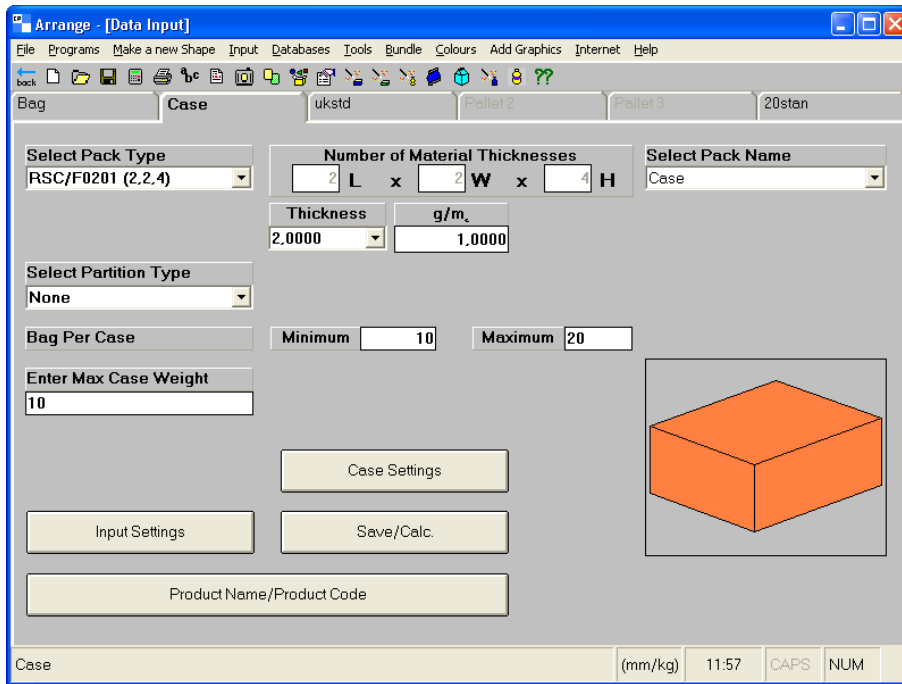 CP Arrange - [Data Input]
File Programs Make a new Shape Input Databases Tools Bundle Colours Add Graphics Internet Help
back abc ??
Bag Case ukstd Pallet 2 Pallet 3 20stan
Select Pack Type Number of Material Thicknesses Select Pack Name
RSC/F0201 (2,2,4) 2 L x 2 W x 4 H Case
Thickness g/m²
2,0000 1,0000
Select Partition Type
None
Bag Per Case Minimum 10 Maximum 20
Enter Max Case Weight
10
Case Settings
Input Settings Save/Calc.
Product Name/Product Code
Case (mm/kg) 11:57 CAPS NUM